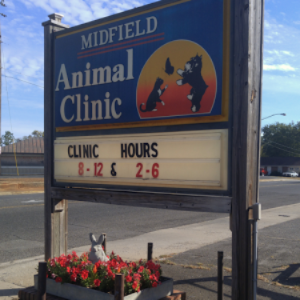 MIDFIELD
Animal
Clinic
CLINIC HOURS
8-12 & 2-6